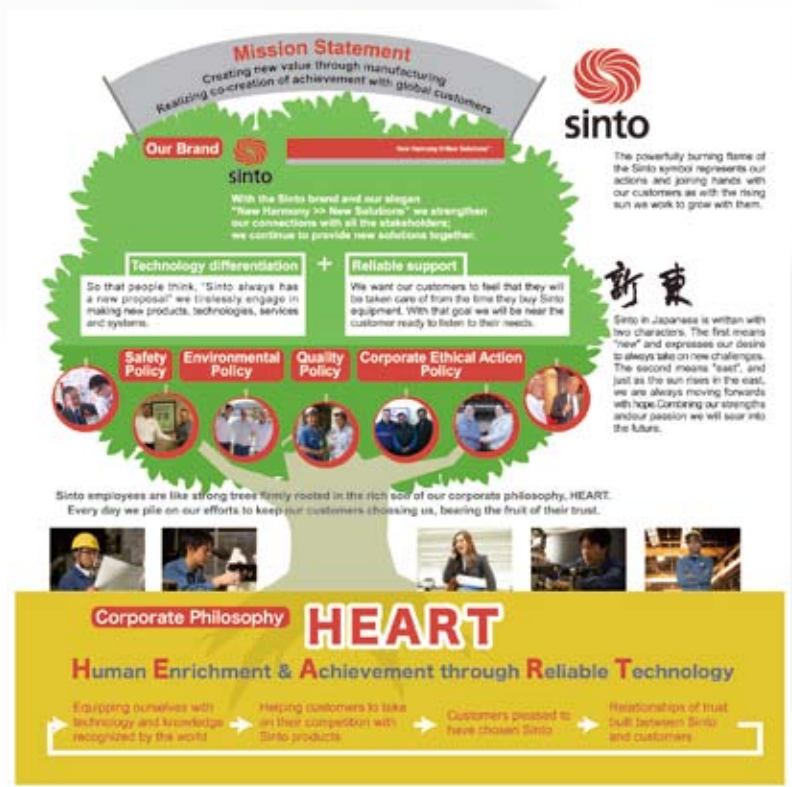 Mission Statement
Creating new value through manufacturing
Realizing co-creation of achievement with global customers
sinto
The powerfully burning flame of
the Sinto symbol represents our
actions and joining hands with
our customers as with the rising
sun we work to grow with them.
Our Brand
sinto
New Harmony >> New Solutions™
With the Sinto brand and our slogan
"New Harmony >> New Solutions" we strengthen
our connections with all the stakeholders;
we continue to provide new solutions together.
Technology differentiation
+
Reliable support
So that people think, "Sinto always has
a new proposal" we tirelessly engage in
making new products, technologies, services
and systems.
We want our customers to feel that they will
be taken care of from the time they buy Sinto
equipment. With that goal we will be near the
customer ready to listen to their needs.
新東
Sinto in Japanese is written with
two characters. The first means
"new" and expresses our desire
to always take on new challenges.
The second means "east", and
just as the sun rises in the east,
we are always moving forwards
with hope.Combining our strengths
andour passion we will soar into
the future.
Safety
Policy
Environmental
Policy
Quality
Policy
Corporate Ethical Action
Policy
Sinto employees are like strong trees firmly rooted in the rich soil of our corporate philosophy, HEART.
Every day we pile on our efforts to keep our customers choosing us, bearing the fruit of their trust.
Corporate Philosophy
HEART
Human Enrichment & Achievement through Reliable Technology
Equipping ourselves with
technology and knowledge
recognized by the world
Helping customers to take
on their competition with
Sinto products
Customers pleased to
have chosen Sinto
Relationships of trust
built between Sinto
and customers